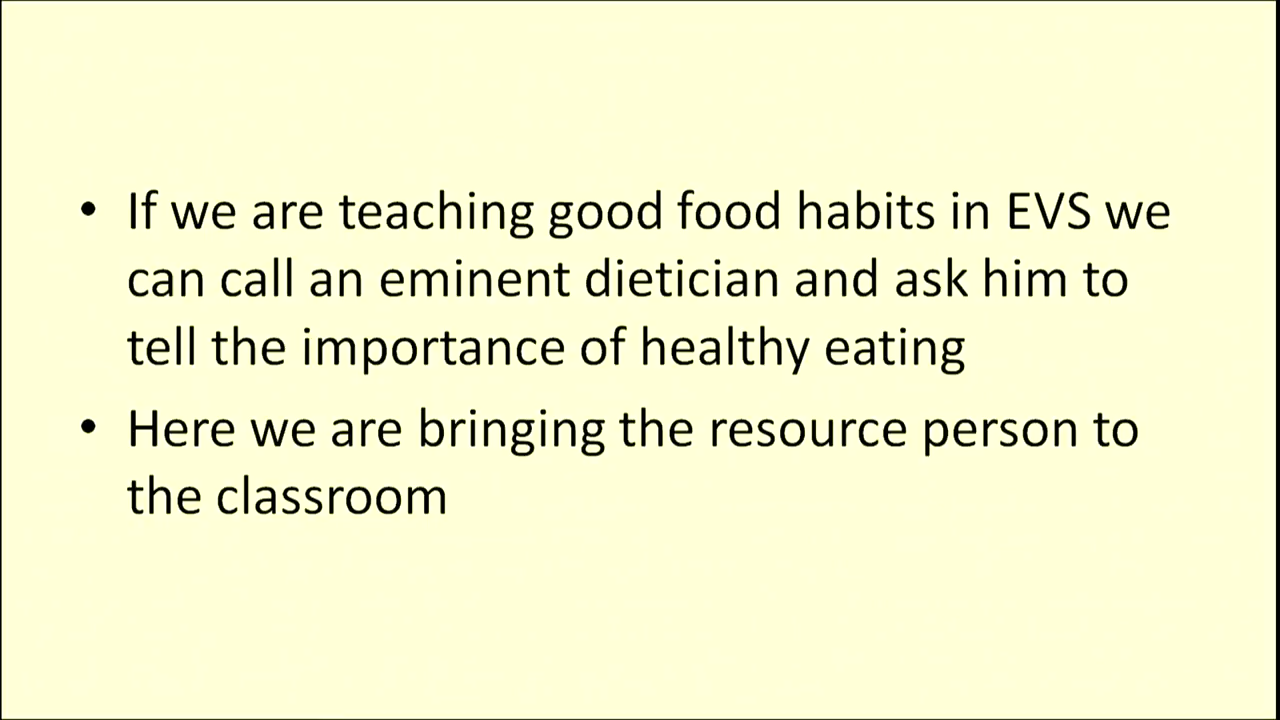 • If we are teaching good food habits in EVS we
can call an eminent dietician and ask him to
tell the importance of healthy eating
• Here we are bringing the resource person to
the classroom